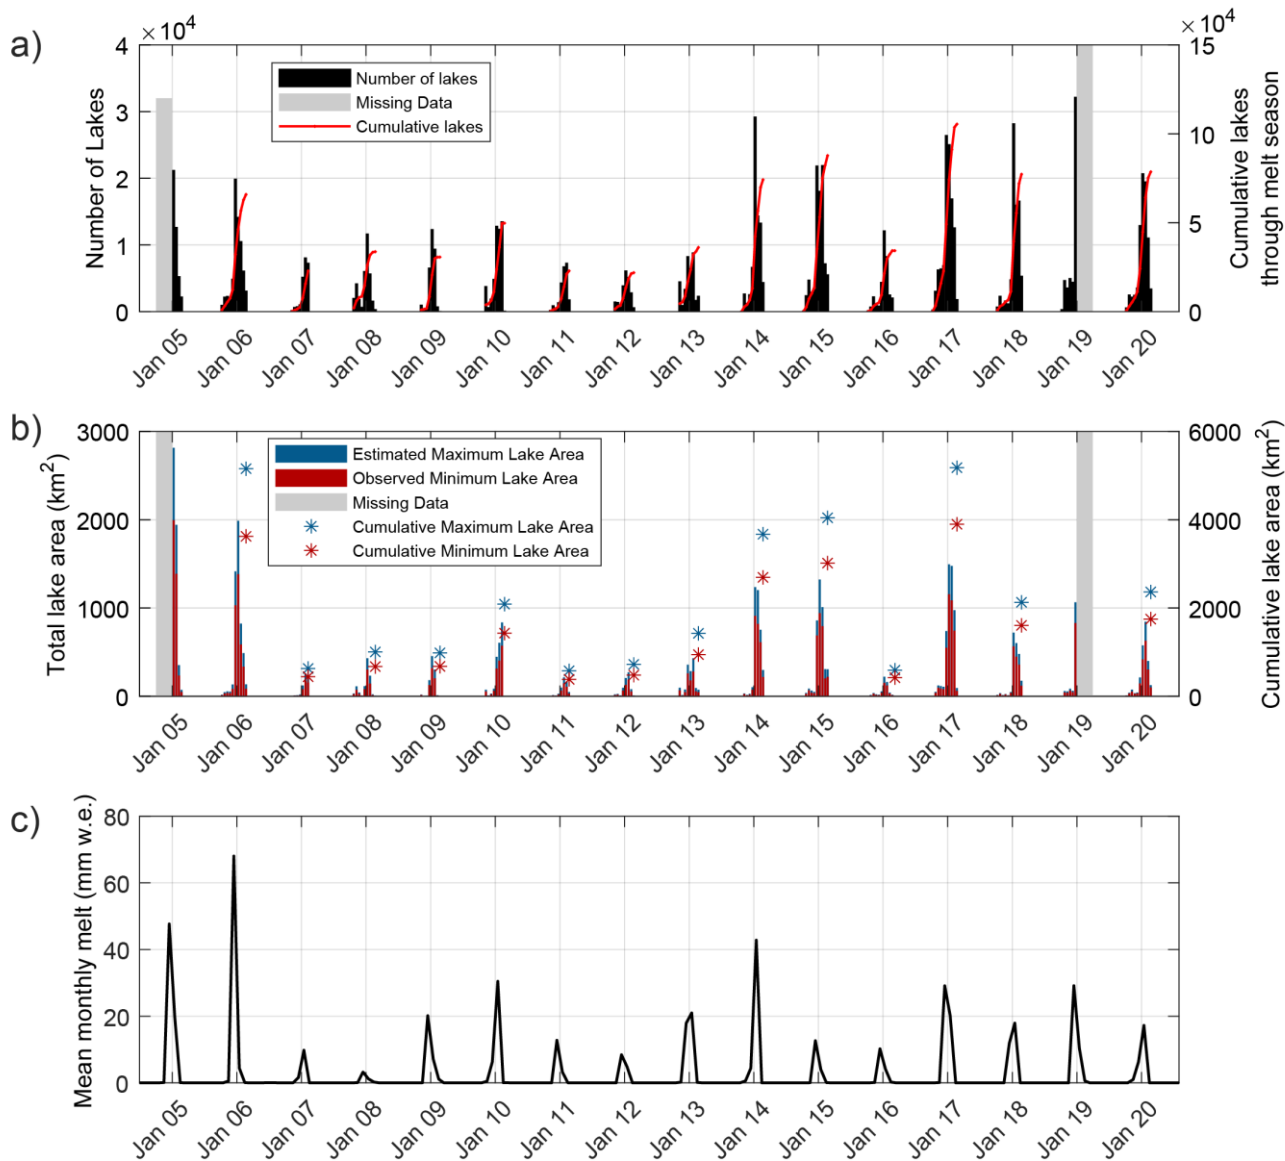 a)
×10⁴
×10⁴
Number of Lakes
4
3
2
1
0
Number of lakes
Missing Data
Cumulative lakes
15
10
5
0
Cumulative lakes
through melt season
Jan 05 Jan 06 Jan 07 Jan 08 Jan 09 Jan 10 Jan 11 Jan 12 Jan 13 Jan 14 Jan 15 Jan 16 Jan 17 Jan 18 Jan 19 Jan 20
b)
Total lake area (km²)
3000
2000
1000
0
Estimated Maximum Lake Area
Observed Minimum Lake Area
Missing Data
Cumulative Maximum Lake Area
Cumulative Minimum Lake Area
6000
4000
2000
0
Cumulative lake area (km²)
Jan 05 Jan 06 Jan 07 Jan 08 Jan 09 Jan 10 Jan 11 Jan 12 Jan 13 Jan 14 Jan 15 Jan 16 Jan 17 Jan 18 Jan 19 Jan 20
c)
Mean monthly melt (mm w.e.)
80
60
40
20
0
Jan 05 Jan 06 Jan 07 Jan 08 Jan 09 Jan 10 Jan 11 Jan 12 Jan 13 Jan 14 Jan 15 Jan 16 Jan 17 Jan 18 Jan 19 Jan 20